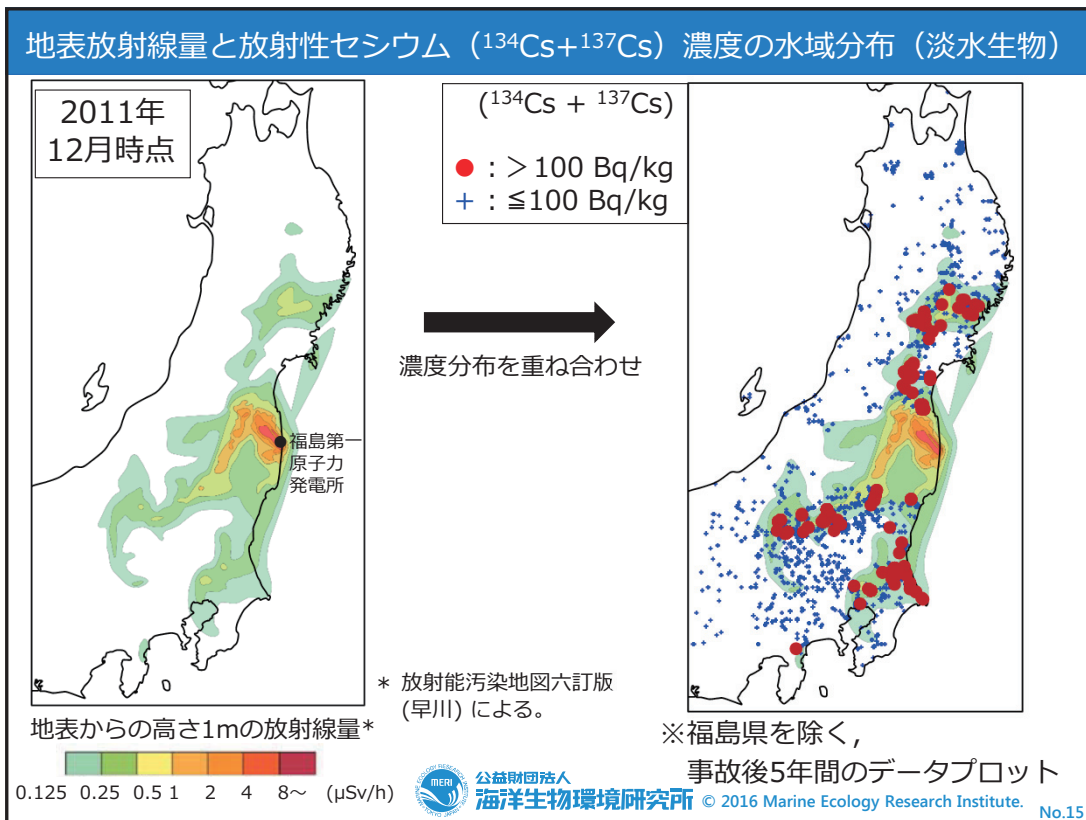 地表放射線量と放射性セシウム（¹³⁴Cs+¹³⁷Cs）濃度の水域分布（淡水生物）
2011年
12月時点
(¹³⁴Cs + ¹³⁷Cs)
● : ＞100 Bq/kg
+ : ≦100 Bq/kg
濃度分布を重ね合わせ
福島第一
原子力
発電所
* 放射能汚染地図六訂版
(早川) による。
地表からの高さ1mの放射線量*
0.125 0.25 0.5 1 2 4 8～ (μSv/h)
※福島県を除く,
事故後5年間のデータプロット
MERI
公益財団法人
海洋生物環境研究所
© 2016 Marine Ecology Research Institute.
No.15